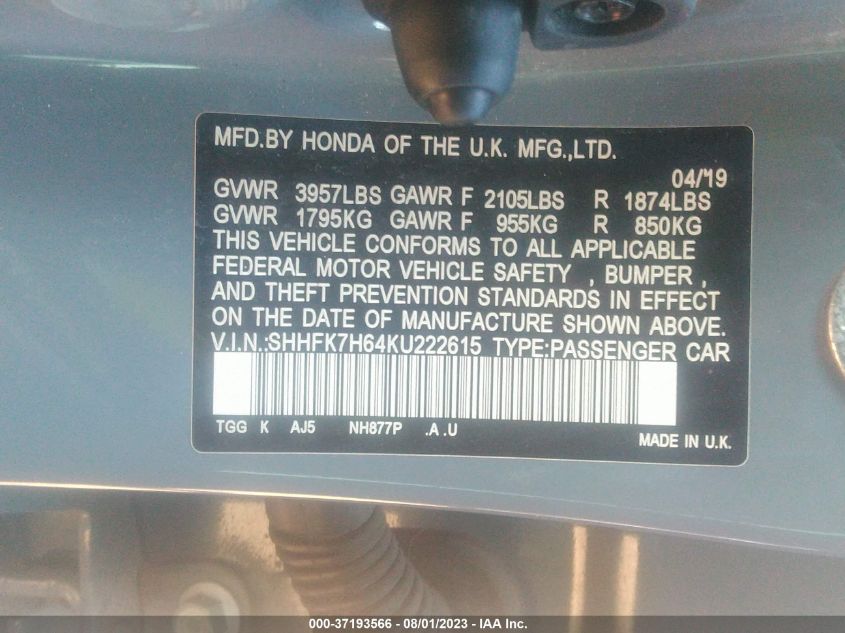 MFD.BY HONDA OF THE U.K. MFG.,LTD.
04/19
GVWR 3957LBS GAWR F 2105LBS R 1874LBS
GVWR 1795KG GAWR F 955KG R 850KG
THIS VEHICLE CONFORMS TO ALL APPLICABLE
FEDERAL MOTOR VEHICLE SAFETY , BUMPER ,
AND THEFT PREVENTION STANDARDS IN EFFECT
ON THE DATE OF MANUFACTURE SHOWN ABOVE.
V.I.N.:SHHFK7H64KU222615 TYPE:PASSENGER CAR
TGG K AJ5 NH877P .A .U
MADE IN U.K.
000-37193566 - 08/01/2023 - IAA Inc.